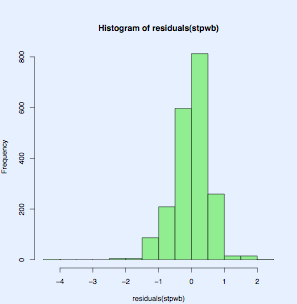 Histogram of residuals(stpwb)
Frequency
800
600
400
200
0
−4 −3 −2 −1 0 1 2
residuals(stpwb)